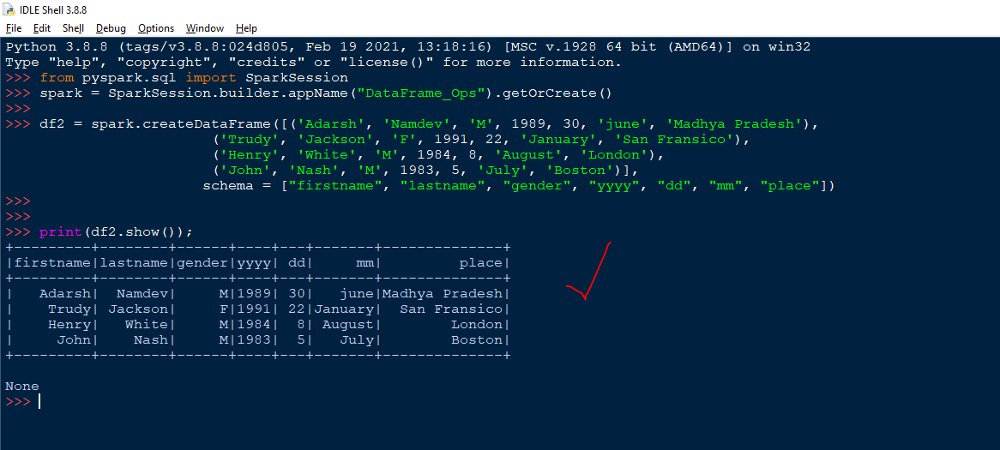 IDLE Shell 3.8.8
File Edit Shell Debug Options Window Help
Python 3.8.8 (tags/v3.8.8:024d805, Feb 19 2021, 13:18:16) [MSC v.1928 64 bit (AMD64)] on win32
Type "help", "copyright", "credits" or "license()" for more information.
>>> from pyspark.sql import SparkSession
>>> spark = SparkSession.builder.appName("DataFrame_Ops").getOrCreate()
>>>
>>> df2 = spark.createDataFrame([('Adarsh', 'Namdev', 'M', 1989, 30, 'june', 'Madhya Pradesh'),
                        ('Trudy', 'Jackson', 'F', 1991, 22, 'January', 'San Fransico'),
                        ('Henry', 'White', 'M', 1984, 8, 'August', 'London'),
                        ('John', 'Nash', 'M', 1983, 5, 'July', 'Boston')],
                       schema = ["firstname", "lastname", "gender", "yyyy", "dd", "mm", "place"])
>>>
>>>
>>> print(df2.show());
+---------+--------+------+----+---+-------+--------------+
|firstname|lastname|gender|yyyy| dd|     mm|         place|
+---------+--------+------+----+---+-------+--------------+
|   Adarsh|  Namdev|     M|1989| 30|   june|Madhya Pradesh|
|    Trudy| Jackson|     F|1991| 22|January|  San Fransico|
|    Henry|   White|     M|1984|  8| August|        London|
|     John|    Nash|     M|1983|  5|   July|        Boston|
+---------+--------+------+----+---+-------+--------------+
None
>>>